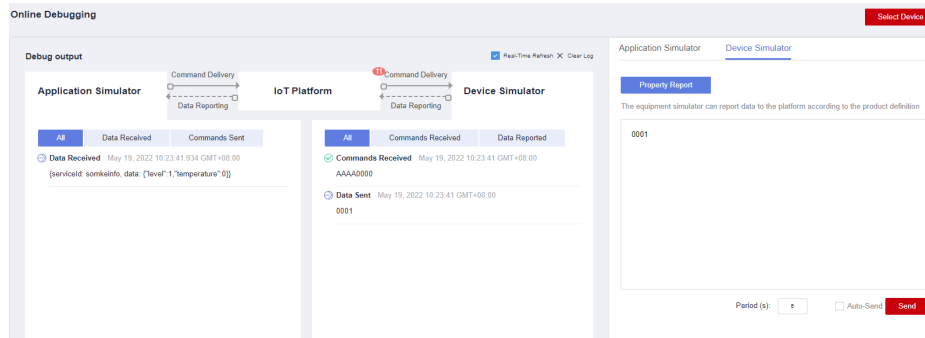 Online Debugging
Select Device
Debug output
Real-Time Refresh
Clear Log
Application Simulator
Command Delivery
Data Reporting
IoT Platform
11
Command Delivery
Data Reporting
Device Simulator
All
Data Received
Commands Sent
Data Received May 19, 2022 10:23:41.934 GMT+08:00
{serviceId: somkeinfo, data: {"level":1,"temperature":0}}
All
Commands Received
Data Reported
Commands Received May 19, 2022 10:23:41 GMT+08:00
AAAA0000
Data Sent May 19, 2022 10:23:41 GMT+08:00
0001
Application Simulator
Device Simulator
Property Report
The equipment simulator can report data to the platform according to the product definition
0001
Period (s):
5
Auto-Send
Send